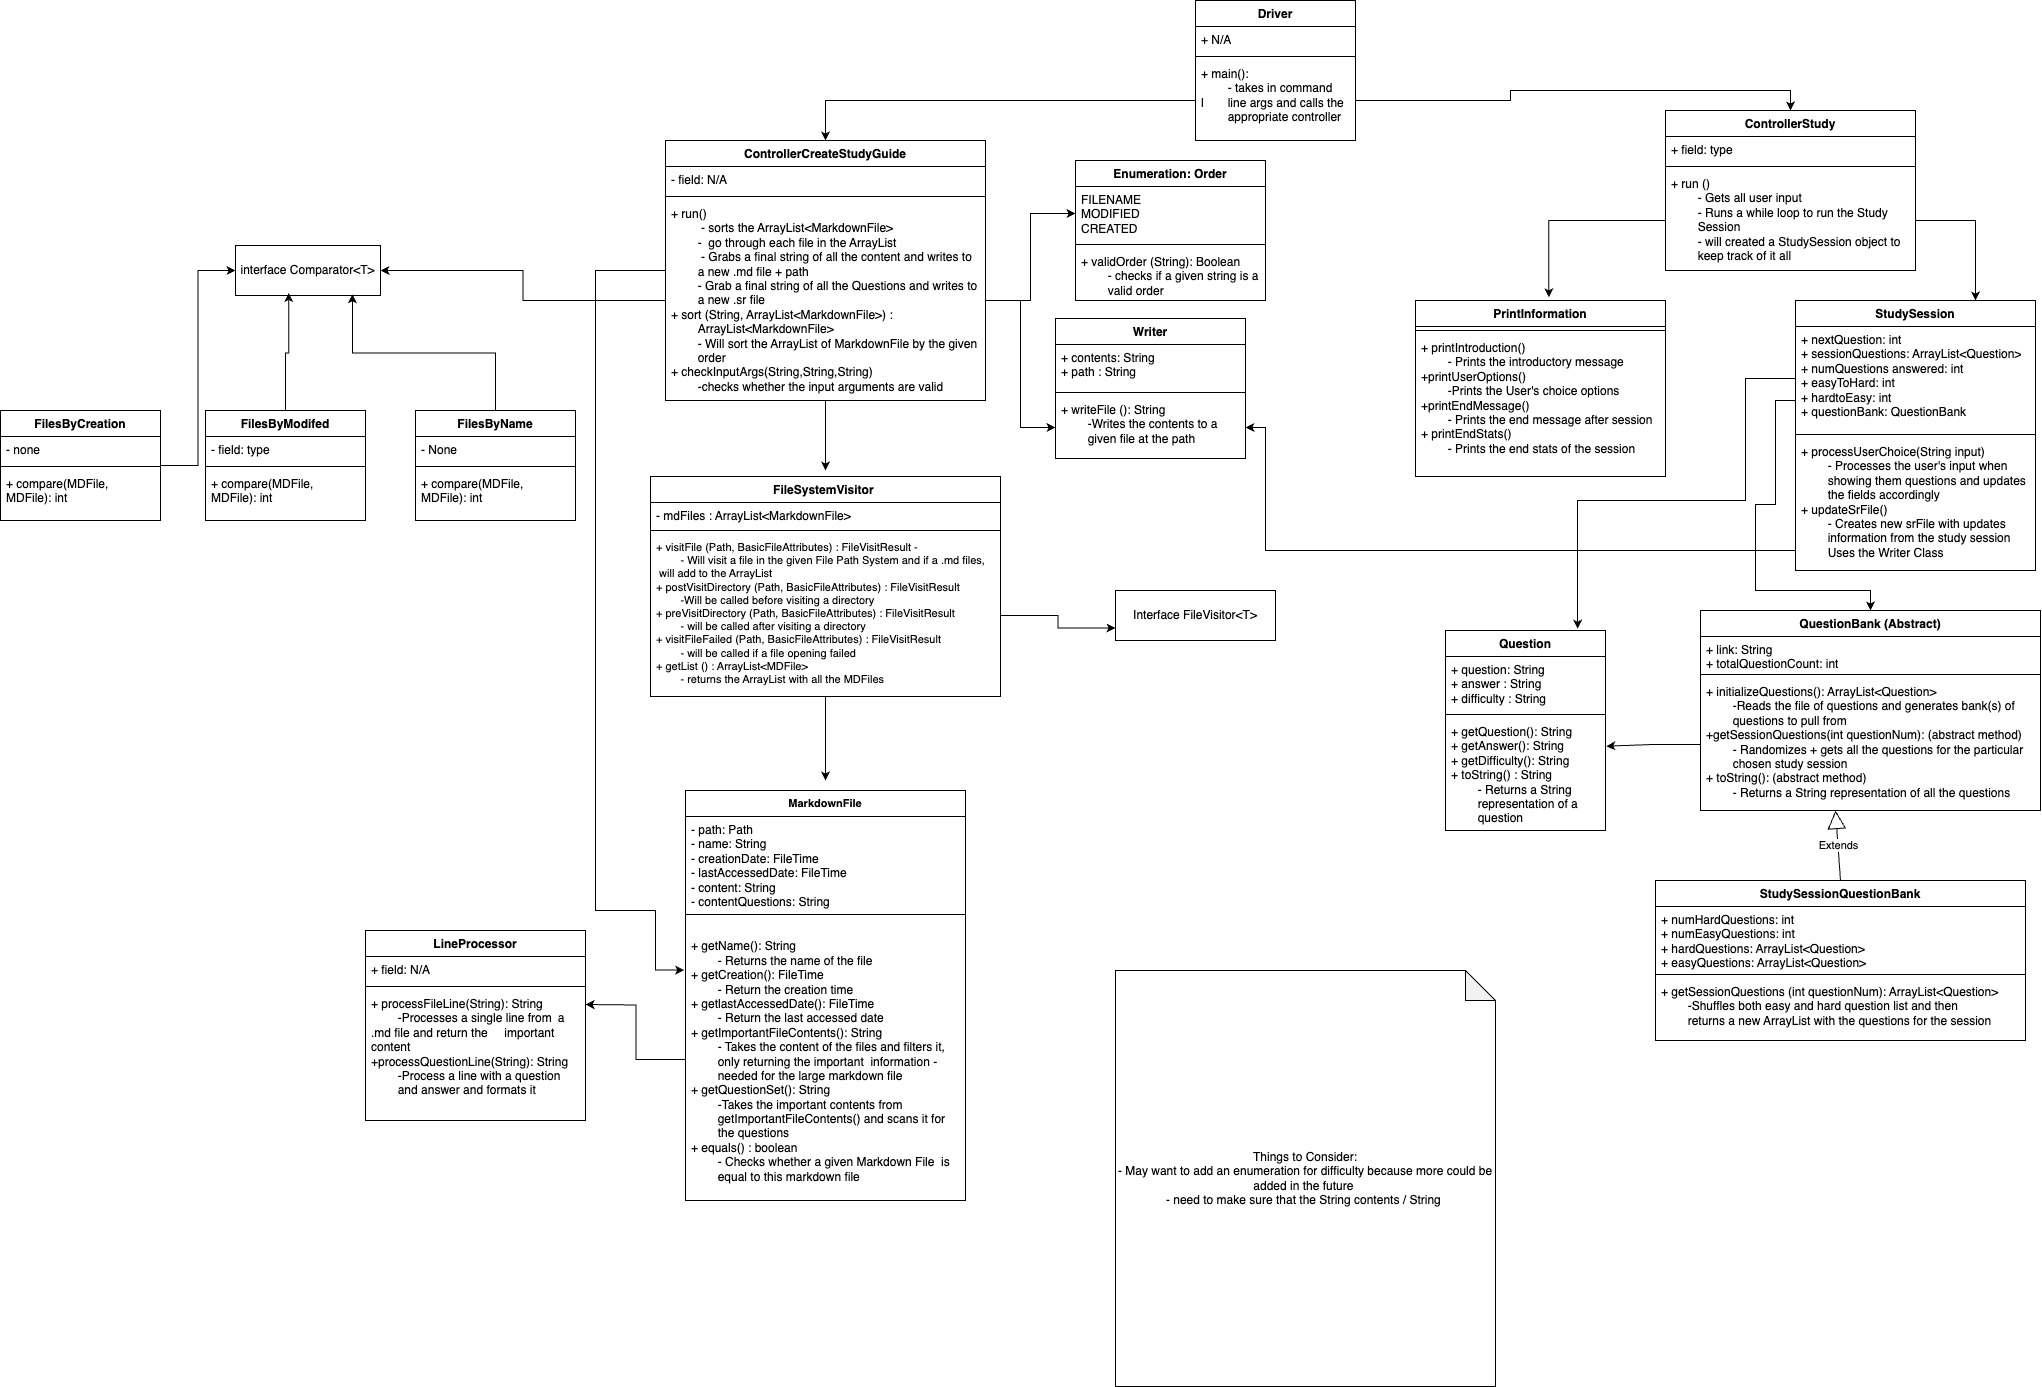 Driver
+ N/A
+ main():
- takes in command
l line args and calls the
appropriate controller
ControllerCreateStudyGuide
- field: N/A
+ run()
- sorts the ArrayList<MarkdownFile>
- go through each file in the ArrayList
- Grabs a final string of all the content and writes to
a new .md file + path
- Grab a final string of all the Questions and writes to
a new .sr file
+ sort (String, ArrayList<MarkdownFile>) :
ArrayList<MarkdownFile>
- Will sort the ArrayList of MarkdownFile by the given
order
+ checkInputArgs(String,String,String)
-checks whether the input arguments are valid
Enumeration: Order
FILENAME
MODIFIED
CREATED
+ validOrder (String): Boolean
- checks if a given string is a
valid order
ControllerStudy
+ field: type
+ run ()
- Gets all user input
- Runs a while loop to run the Study
Session
- will created a StudySession object to
keep track of it all
interface Comparator<T>
Writer
+ contents: String
+ path : String
+ writeFile (): String
-Writes the contents to a
given file at the path
PrintInformation
+ printIntroduction()
- Prints the introductory message
+printUserOptions()
-Prints the User's choice options
+printEndMessage()
- Prints the end message after session
+ printEndStats()
- Prints the end stats of the session
StudySession
+ nextQuestion: int
+ sessionQuestions: ArrayList<Question>
+ numQuestions answered: int
+ easyToHard: int
+ hardtoEasy: int
+ questionBank: QuestionBank
+ processUserChoice(String input)
- Processes the user's input when
showing them questions and updates
the fields accordingly
+ updateSrFile()
- Creates new srFile with updates
information from the study session
Uses the Writer Class
FilesByCreation
- none
+ compare(MDFile,
MDFile): int
FilesByModifed
- field: type
+ compare(MDFile,
MDFile): int
FilesByName
- None
+ compare(MDFile,
MDFile): int
FileSystemVisitor
- mdFiles : ArrayList<MarkdownFile>
+ visitFile (Path, BasicFileAttributes) : FileVisitResult -
- Will visit a file in the given File Path System and if a .md files,
will add to the ArrayList
+ postVisitDirectory (Path, BasicFileAttributes) : FileVisitResult
-Will be called before visiting a directory
+ preVisitDirectory (Path, BasicFileAttributes) : FileVisitResult
- will be called after visiting a directory
+ visitFileFailed (Path, BasicFileAttributes) : FileVisitResult
- will be called if a file opening failed
+ getList () : ArrayList<MDFile>
- returns the ArrayList with all the MDFiles
Interface FileVisitor<T>
Question
+ question: String
+ answer : String
+ difficulty : String
+ getQuestion(): String
+ getAnswer(): String
+ getDifficulty(): String
+ toString() : String
- Returns a String
representation of a
question
QuestionBank (Abstract)
+ link: String
+ totalQuestionCount: int
+ initializeQuestions(): ArrayList<Question>
-Reads the file of questions and generates bank(s) of
questions to pull from
+getSessionQuestions(int questionNum): (abstract method)
- Randomizes + gets all the questions for the particular
chosen study session
+ toString(): (abstract method)
- Returns a String representation of all the questions
Extends
StudySessionQuestionBank
+ numHardQuestions: int
+ numEasyQuestions: int
+ hardQuestions: ArrayList<Question>
+ easyQuestions: ArrayList<Question>
+ getSessionQuestions (int questionNum): ArrayList<Question>
-Shuffles both easy and hard question list and then
returns a new ArrayList with the questions for the session
MarkdownFile
- path: Path
- name: String
- creationDate: FileTime
- lastAccessedDate: FileTime
- content: String
- contentQuestions: String
+ getName(): String
- Returns the name of the file
+ getCreation(): FileTime
- Return the creation time
+ getlastAccessedDate(): FileTime
- Return the last accessed date
+ getImportantFileContents(): String
- Takes the content of the files and filters it,
only returning the important information -
needed for the large markdown file
+ getQuestionSet(): String
-Takes the important contents from
getImportantFileContents() and scans it for
the questions
+ equals() : boolean
- Checks whether a given Markdown File is
equal to this markdown file
LineProcessor
+ field: N/A
+ processFileLine(String): String
-Processes a single line from a
.md file and return the important
content
+processQuestionLine(String): String
-Process a line with a question
and answer and formats it
Things to Consider:
- May want to add an enumeration for difficulty because more could be
added in the future
- need to make sure that the String contents / String